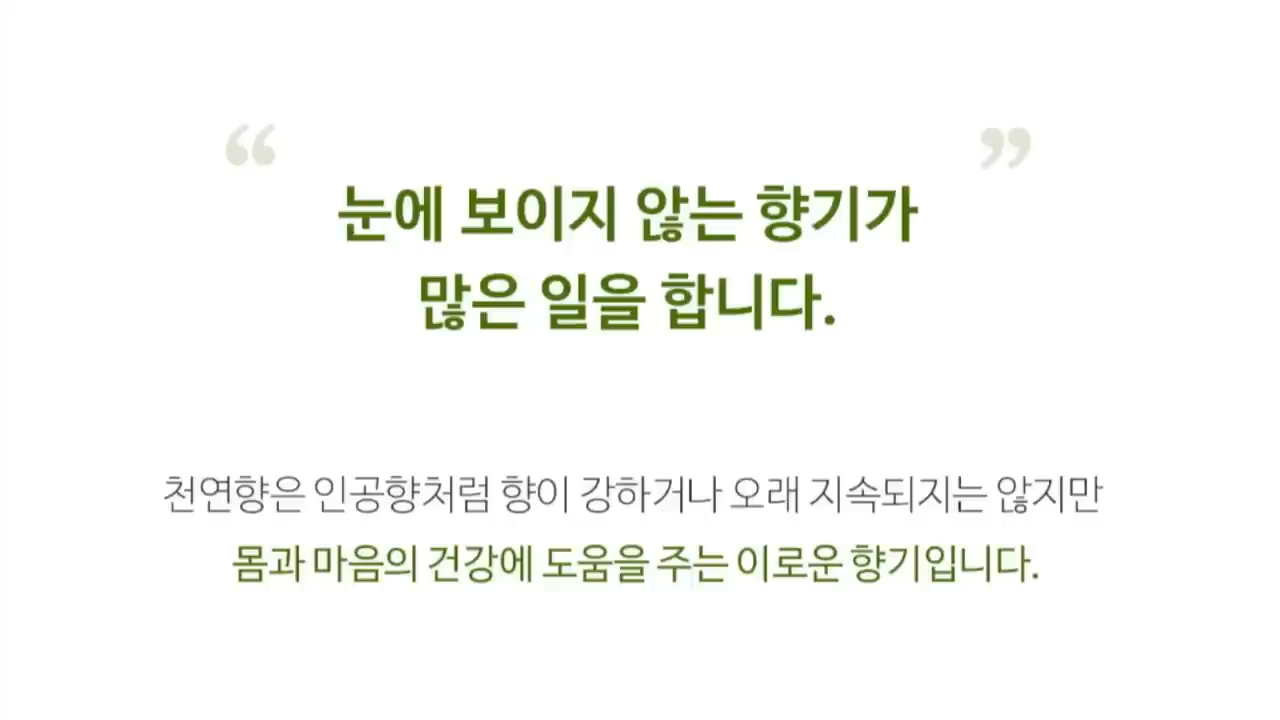 “ ”
눈에 보이지 않는 향기가
많은 일을 합니다.
천연향은 인공향처럼 향이 강하거나 오래 지속되지는 않지만
몸과 마음의 건강에 도움을 주는 이로운 향기입니다.